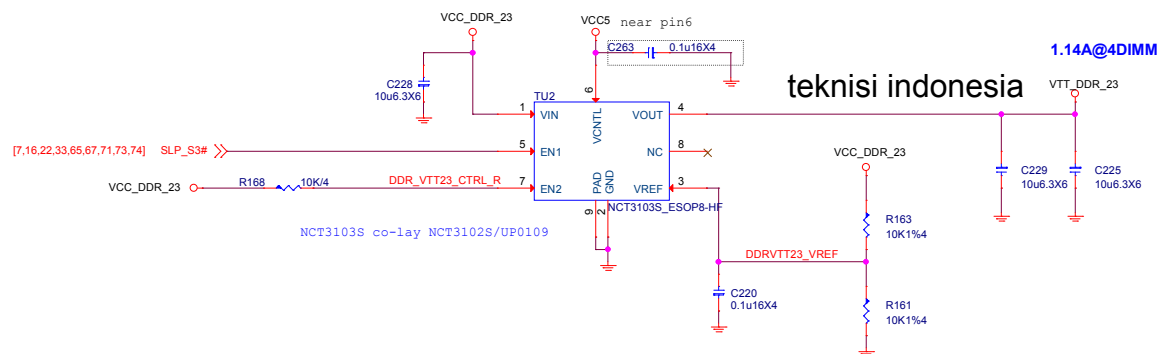 VCC_DDR_23
VCC5
near pin6
C263
0.1u16X4
1.14A@4DIMM
C228
10u6.3X6
teknisi indonesia
VTT_DDR_23
TU2
6
1
VIN
VCNTL
VOUT
4
[7,16,22,33,65,67,71,73,74]
SLP_S3#
5
EN1
NC
8
VCC_DDR_23
VCC_DDR_23
R168
10K/4
DDR_VTT23_CTRL_R
7
EN2
PAD
GND
VREF
3
C229
10u6.3X6
C225
10u6.3X6
9
2
NCT3103S_ESOP8-HF
R163
10K1%4
NCT3103S co-lay NCT3102S/UP0109
DDRVTT23_VREF
C220
0.1u16X4
R161
10K1%4